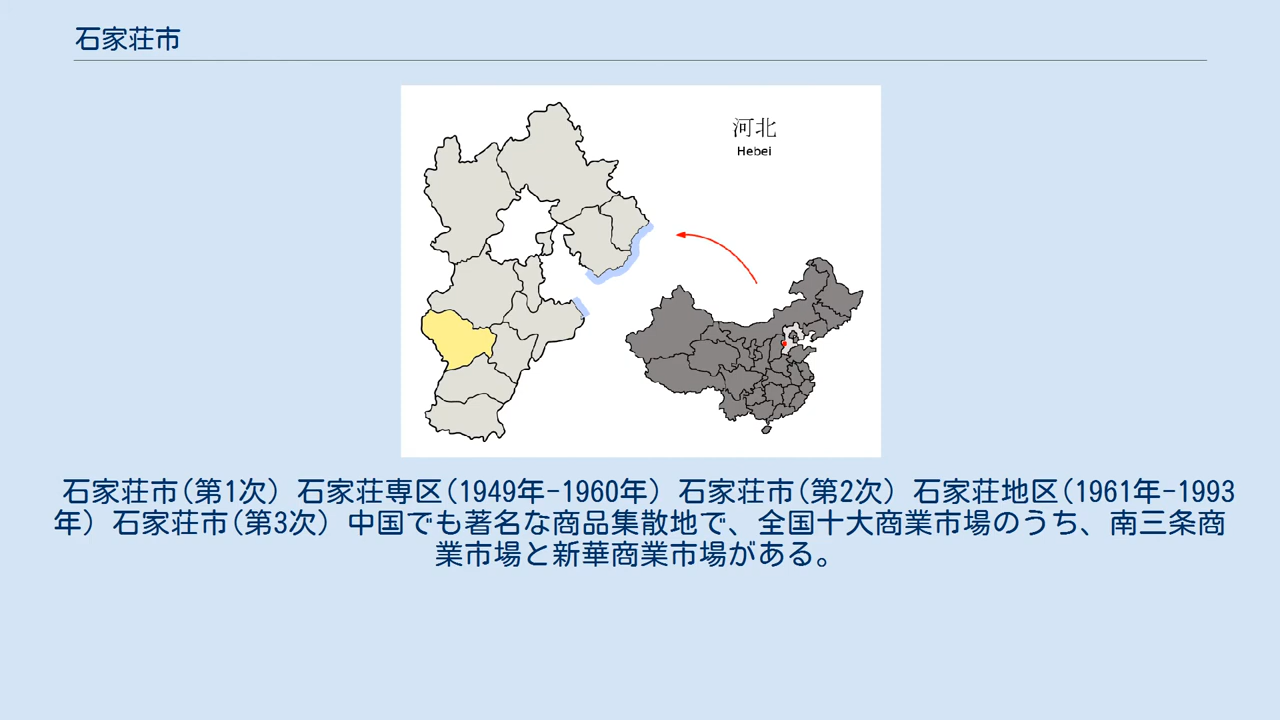 石家荘市
河北
Hebei
石家荘市(第1次) 石家荘専区(1949年-1960年) 石家荘市(第2次) 石家荘地区(1961年-1993
年) 石家荘市(第3次) 中国でも著名な商品集散地で、全国十大商業市場のうち、南三条商
業市場と新華商業市場がある。